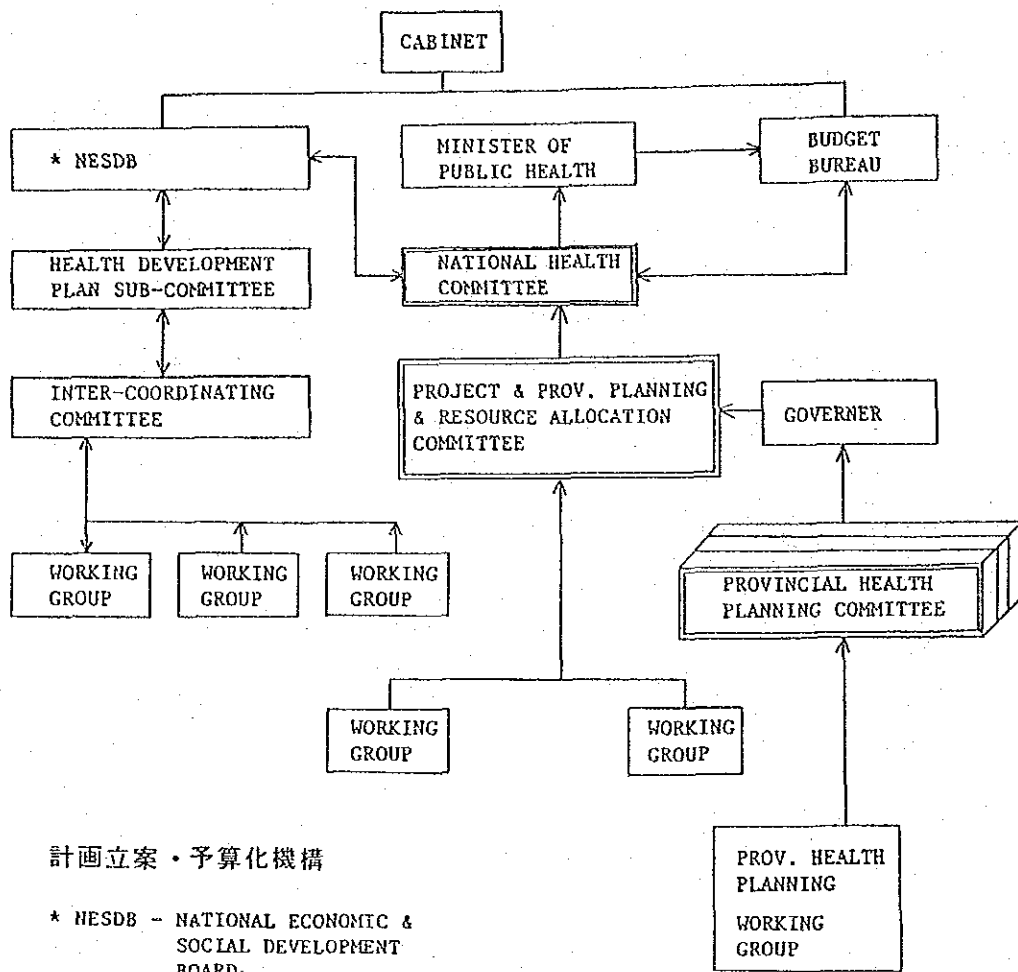 CABINET
* NESDB
MINISTER OF
PUBLIC HEALTH
BUDGET
BUREAU
HEALTH DEVELOPMENT
PLAN SUB-COMMITTEE
NATIONAL HEALTH
COMMITTEE
INTER-COORDINATING
COMMITTEE
PROJECT & PROV. PLANNING
& RESOURCE ALLOCATION
COMMITTEE
GOVERNER
WORKING
GROUP
WORKING
GROUP
WORKING
GROUP
PROVINCIAL HEALTH
PLANNING COMMITTEE
WORKING
GROUP
WORKING
GROUP
PROV. HEALTH
PLANNING
WORKING
GROUP
計画立案・予算化機構
* NESDB - NATIONAL ECONOMIC &
SOCIAL DEVELOPMENT
BOARD.